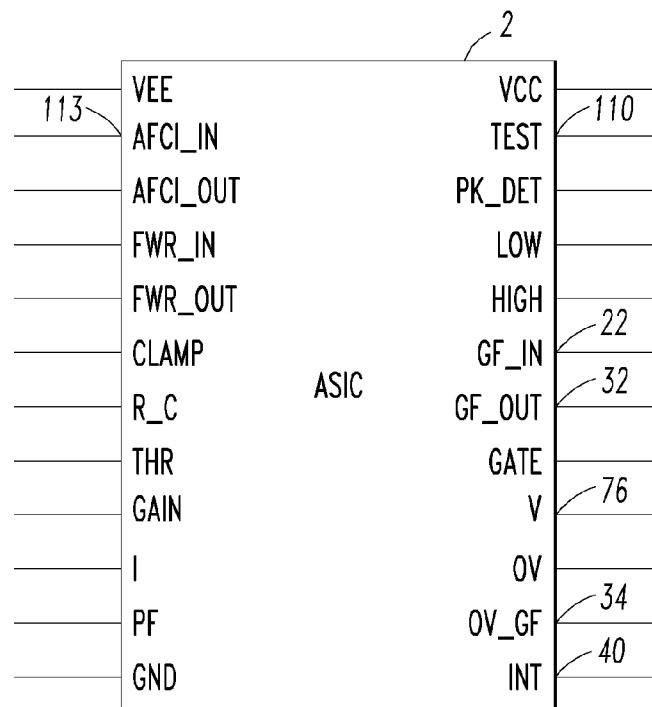 2
VEE VCC
113 AFCI_IN TEST 110
AFCI_OUT PK_DET
FWR_IN LOW
FWR_OUT HIGH
CLAMP GF_IN 22
ASIC
R_C GF_OUT 32
THR GATE
GAIN V 76
I OV
PF OV_GF 34
GND INT 40